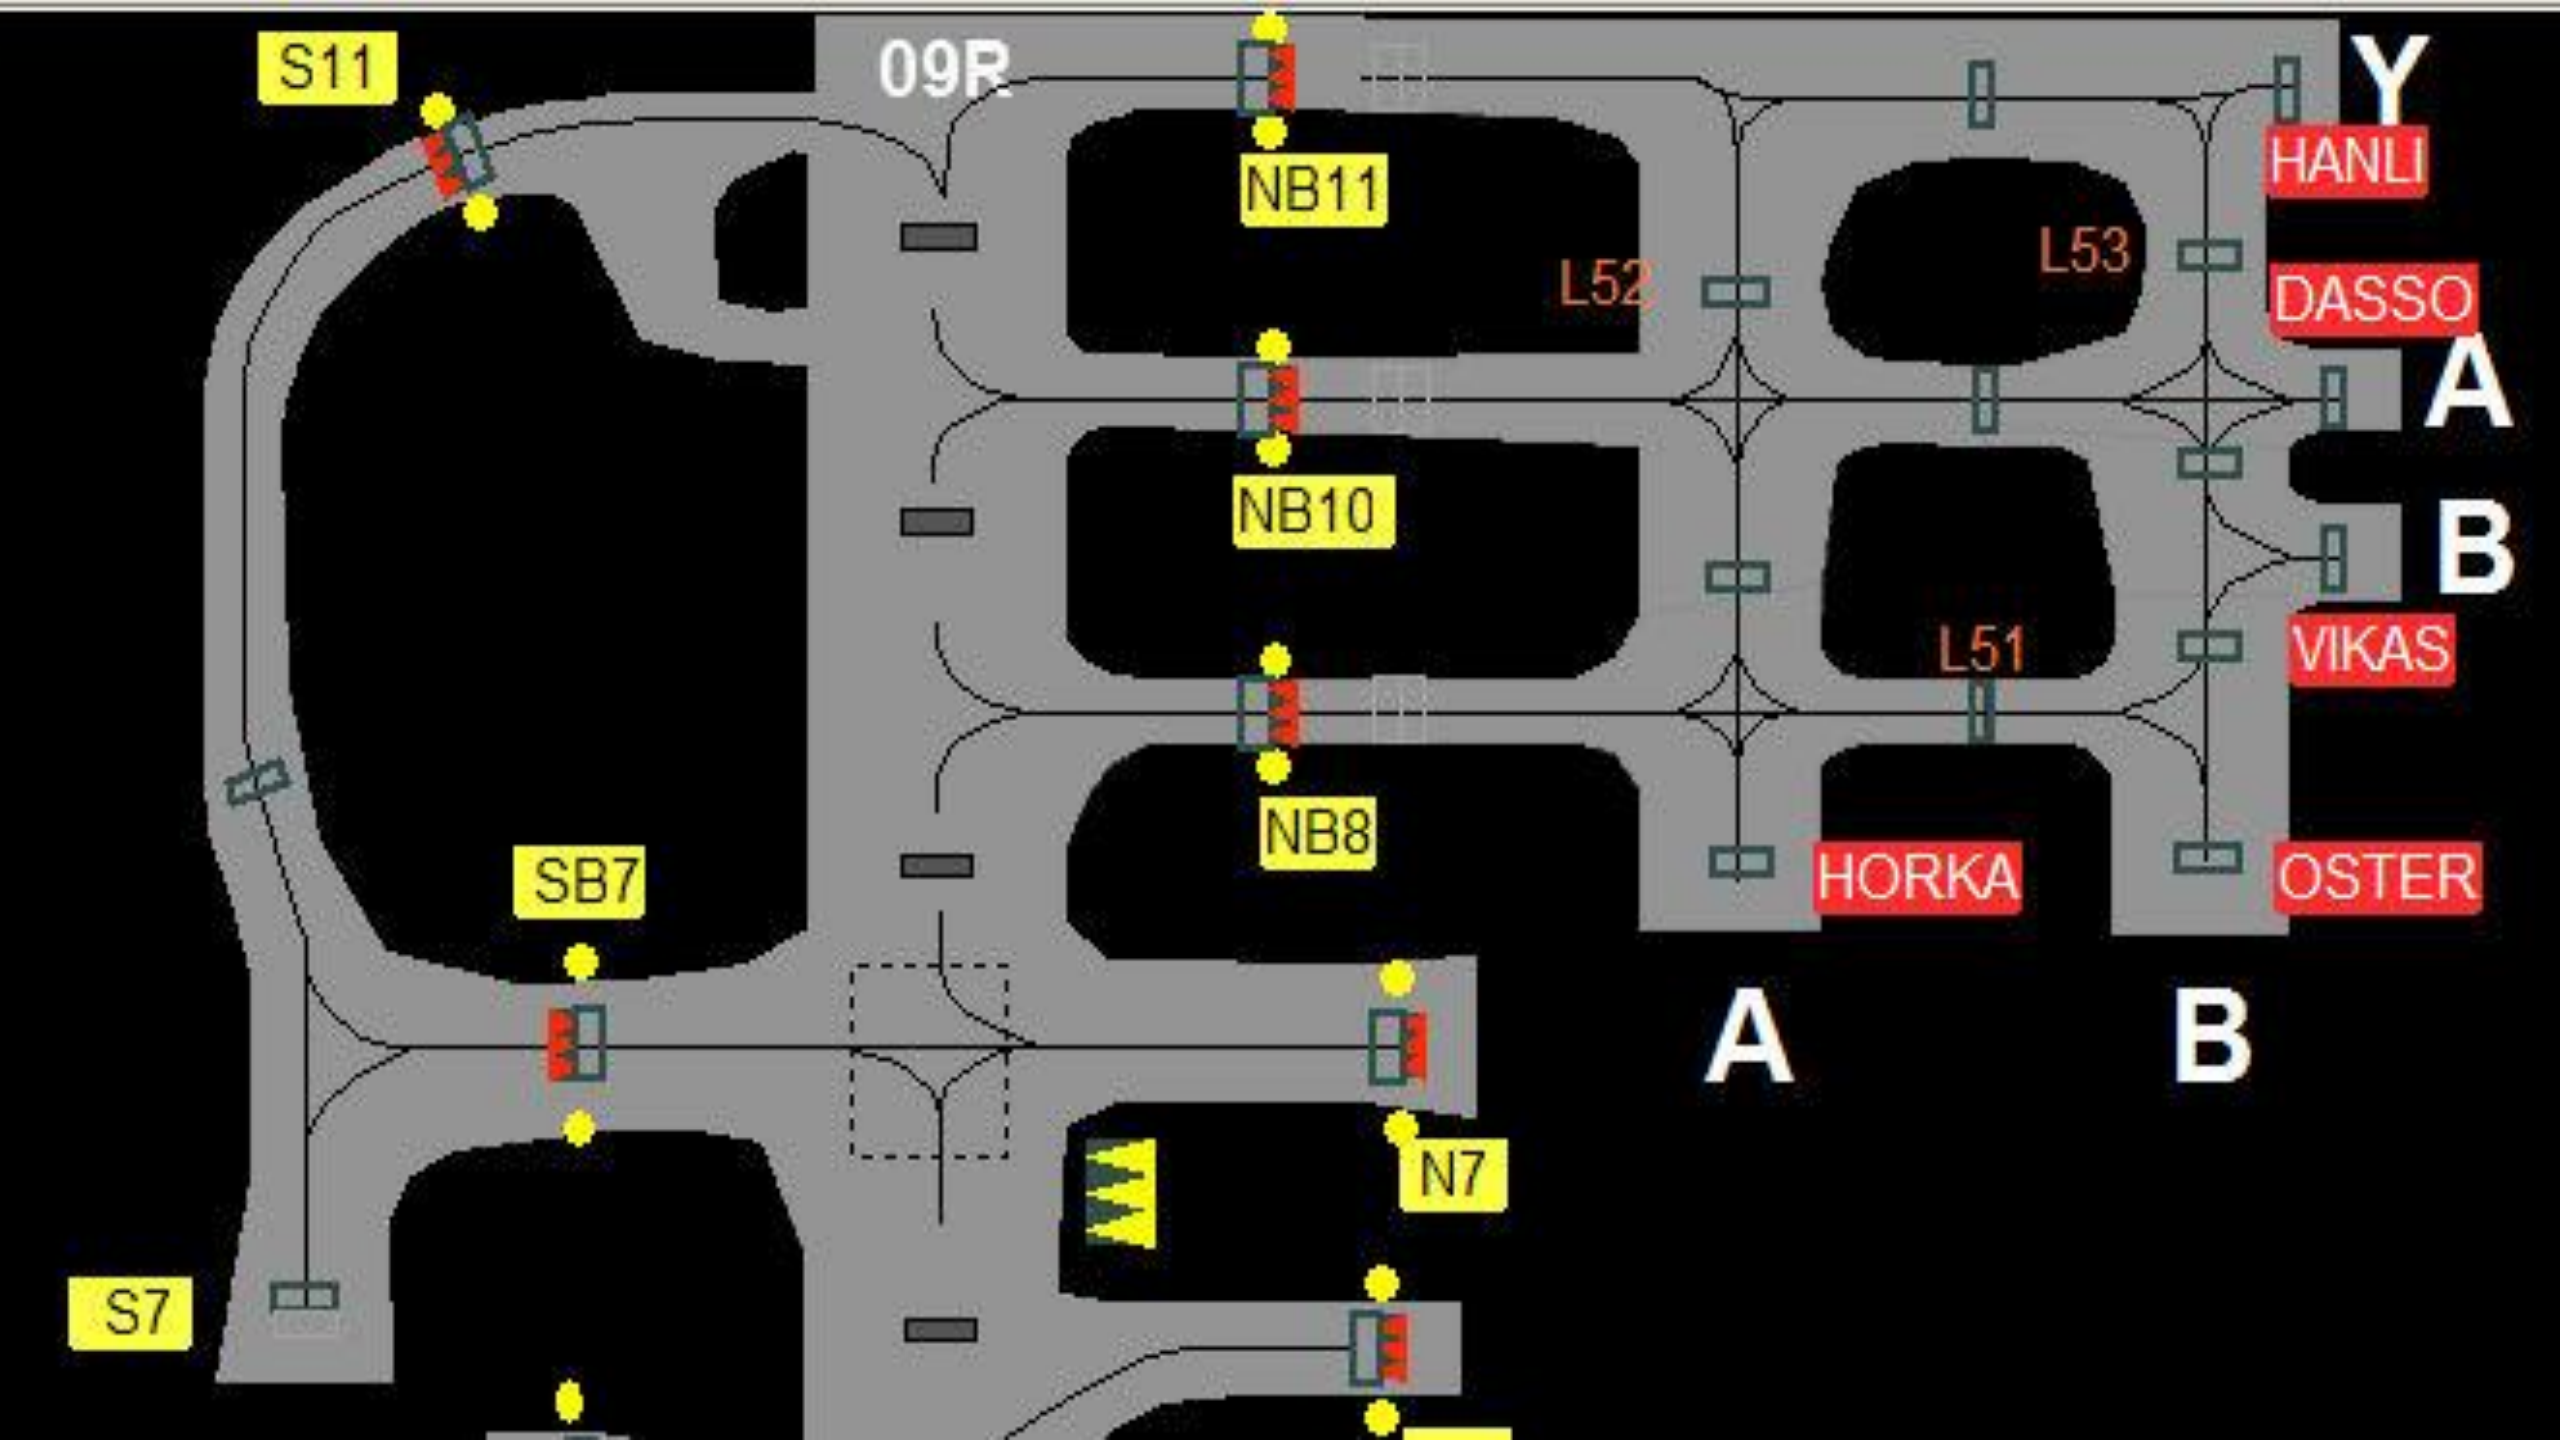 S11
09R
Y
HANLI
NB11
L52
L53
DASSO
A
NB10
B
L51
VIKAS
NB8
SB7
HORKA
OSTER
A
B
N7
S7